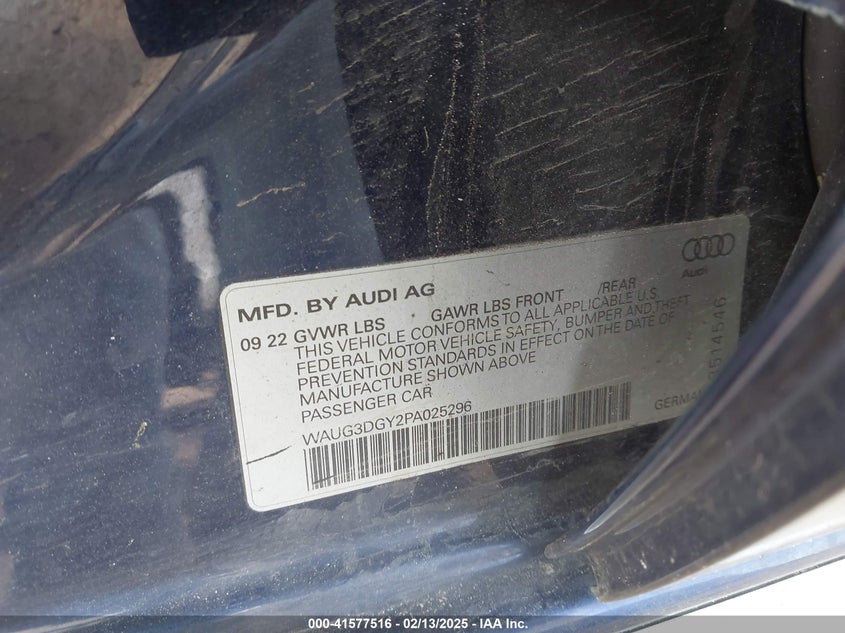 Audi
MFD. BY AUDI AG
09 22 GVWR LBS GAWR LBS FRONT /REAR
THIS VEHICLE CONFORMS TO ALL APPLICABLE U.S.
FEDERAL MOTOR VEHICLE SAFETY, BUMPER AND THEFT
PREVENTION STANDARDS IN EFFECT ON THE DATE OF
MANUFACTURE SHOWN ABOVE
PASSENGER CAR
WAUG3DGY2PA025296
GERMAN
514546
000-41577516 - 02/13/2025 - IAA Inc.